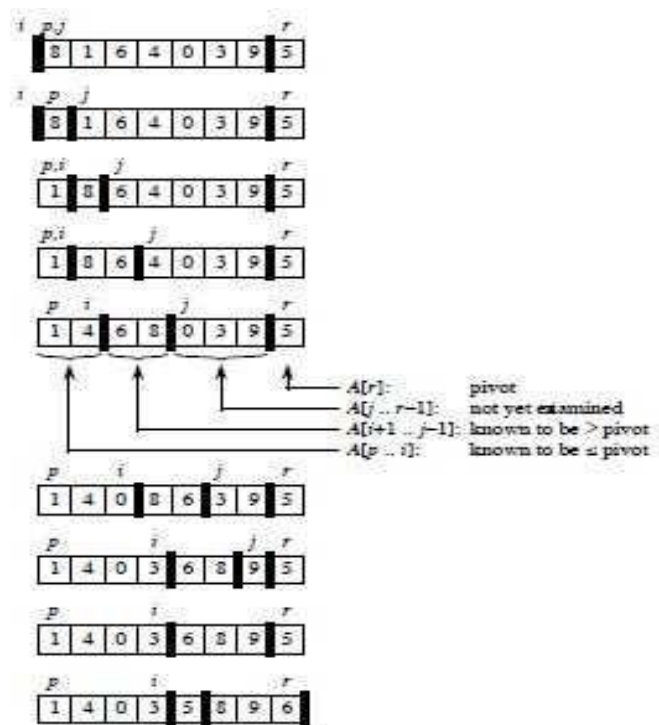 i p,j r
8 1 6 4 0 3 9 5
i p j r
8 1 6 4 0 3 9 5
p,i j r
1 8 6 4 0 3 9 5
p,i j r
1 8 6 4 0 3 9 5
p i j r
1 4 6 8 0 3 9 5
A[r]: pivot
A[j .. r–1]: not yet examined
A[i+1 .. j–1]: known to be > pivot
A[p .. i]: known to be ≤ pivot
p i j r
1 4 0 8 6 3 9 5
p i j r
1 4 0 3 6 8 9 5
p i r
1 4 0 3 6 8 9 5
p i r
1 4 0 3 5 8 9 6